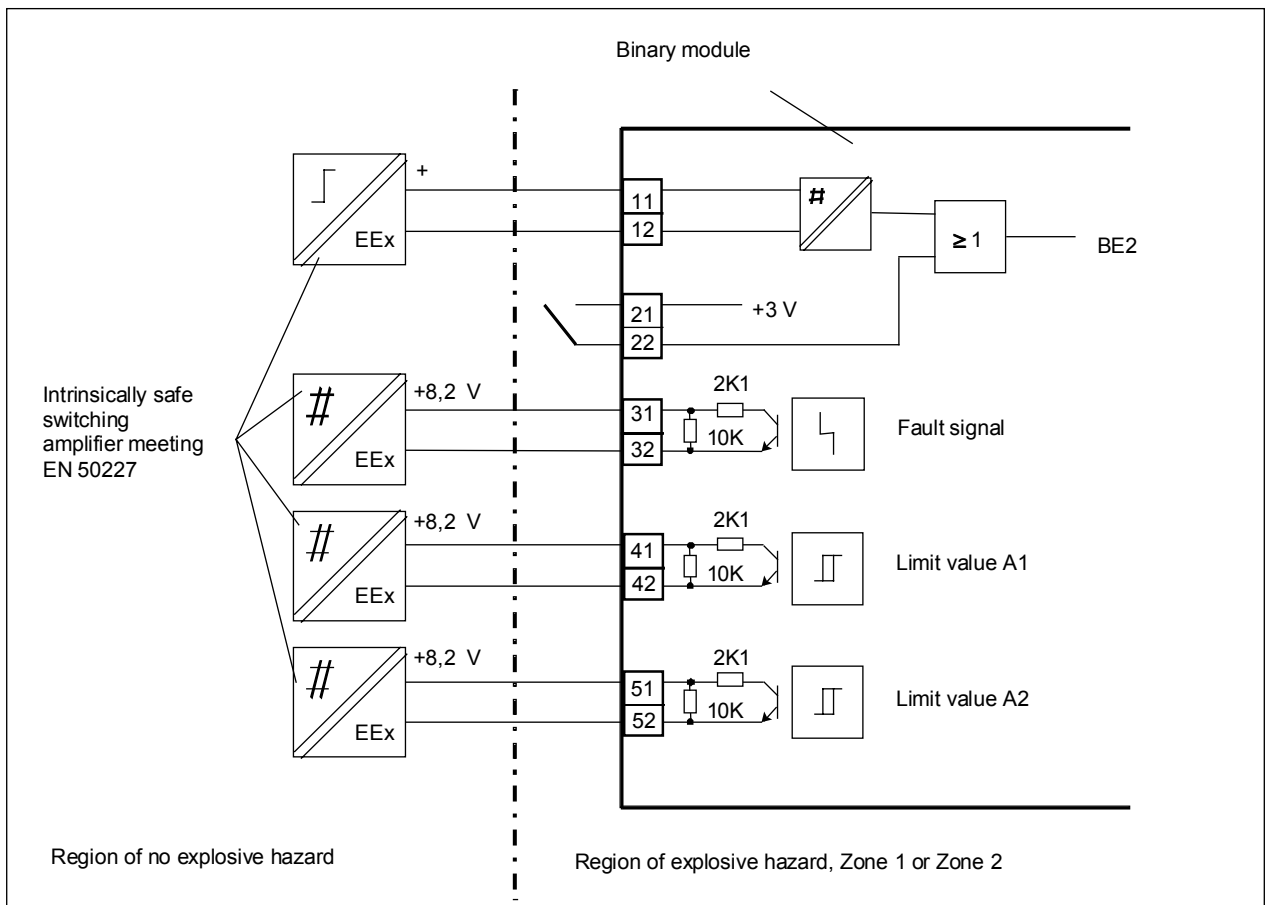 Binary module
+
EEx
11
12
#
≥ 1
BE2
21
22
+3 V
Intrinsically safe
switching
amplifier meeting
EN 50227
#
+8,2 V
EEx
31
32
2K1
10K
Fault signal
#
+8,2 V
EEx
41
42
2K1
10K
Limit value A1
#
+8,2 V
EEx
51
52
2K1
10K
Limit value A2
Region of no explosive hazard
Region of explosive hazard, Zone 1 or Zone 2